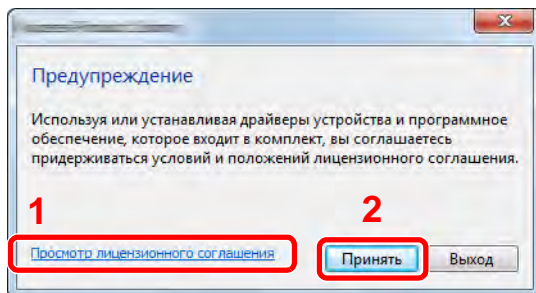 Предупреждение
Используя или устанавливая драйверы устройства и программное
обеспечение, которое входит в комплект, вы соглашаетесь
придерживаться условий и положений лицензионного соглашения.
1
2
Просмотр лицензионного соглашения
Принять
Выход